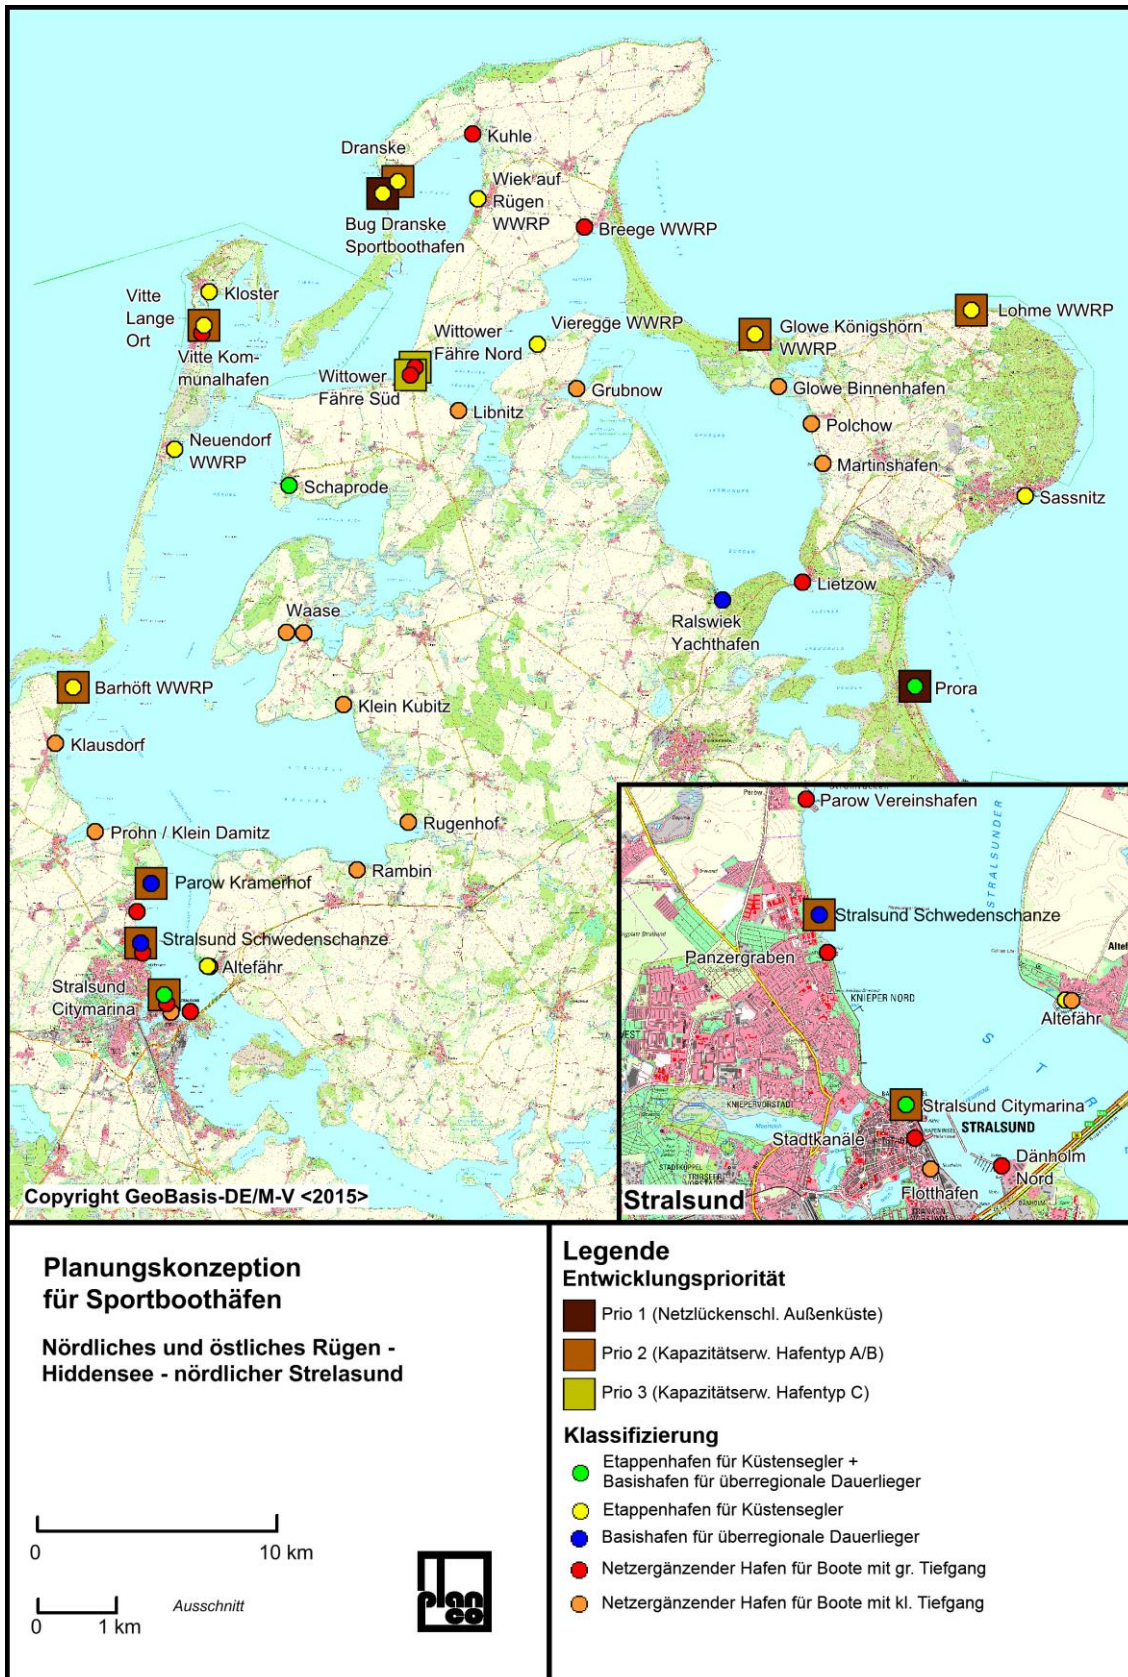 Kuhle
Dranske
Wiek auf
Rügen
WWRP
Bug Dranske
Sportboothafen
Breege WWRP
Kloster
Vitte
Lange
Ort
Vitte Kom-
munalhafen
Wittower
Fähre Nord
Vieregge WWRP
Glowe Königshörn
WWRP
Lohme WWRP
Wittower
Fähre Süd
Grubnow
Glowe Binnenhafen
Libnitz
Polchow
Neuendorf
WWRP
Martinshafen
Schaprode
Sassnitz
Lietzow
Ralswiek
Yachthafen
Waase
Barhöft WWRP
Prora
Klein Kubitz
Klausdorf
Prohn / Klein Damitz
Rugenhof
Rambin
Parow Kramerhof
Stralsund Schwedenschanze
Altefähr
Stralsund
Citymarina
Copyright GeoBasis-DE/M-V <2015>
Parow Vereinshafen
STRALSUNDER
Stralsund Schwedenschanze
Panzergraben
KNIEPER NORD
Altefähr
KNIEPERVORSTADT
Stralsund Citymarina
STRALSUND
Stadtkanäle
Dänholm
Nord
Flotthafen
Stralsund
Planungskonzeption
für Sportboothäfen
Nördliches und östliches Rügen -
Hiddensee - nördlicher Strelasund
0 10 km
0 1 km
Ausschnitt
plan
co
Legende
Entwicklungspriorität
Prio 1 (Netzlückenschl. Außenküste)
Prio 2 (Kapazitätserw. Hafentyp A/B)
Prio 3 (Kapazitätserw. Hafentyp C)
Klassifizierung
Etappenhafen für Küstensegler +
Basishafen für überregionale Dauerlieger
Etappenhafen für Küstensegler
Basishafen für überregionale Dauerlieger
Netzergänzender Hafen für Boote mit gr. Tiefgang
Netzergänzender Hafen für Boote mit kl. Tiefgang